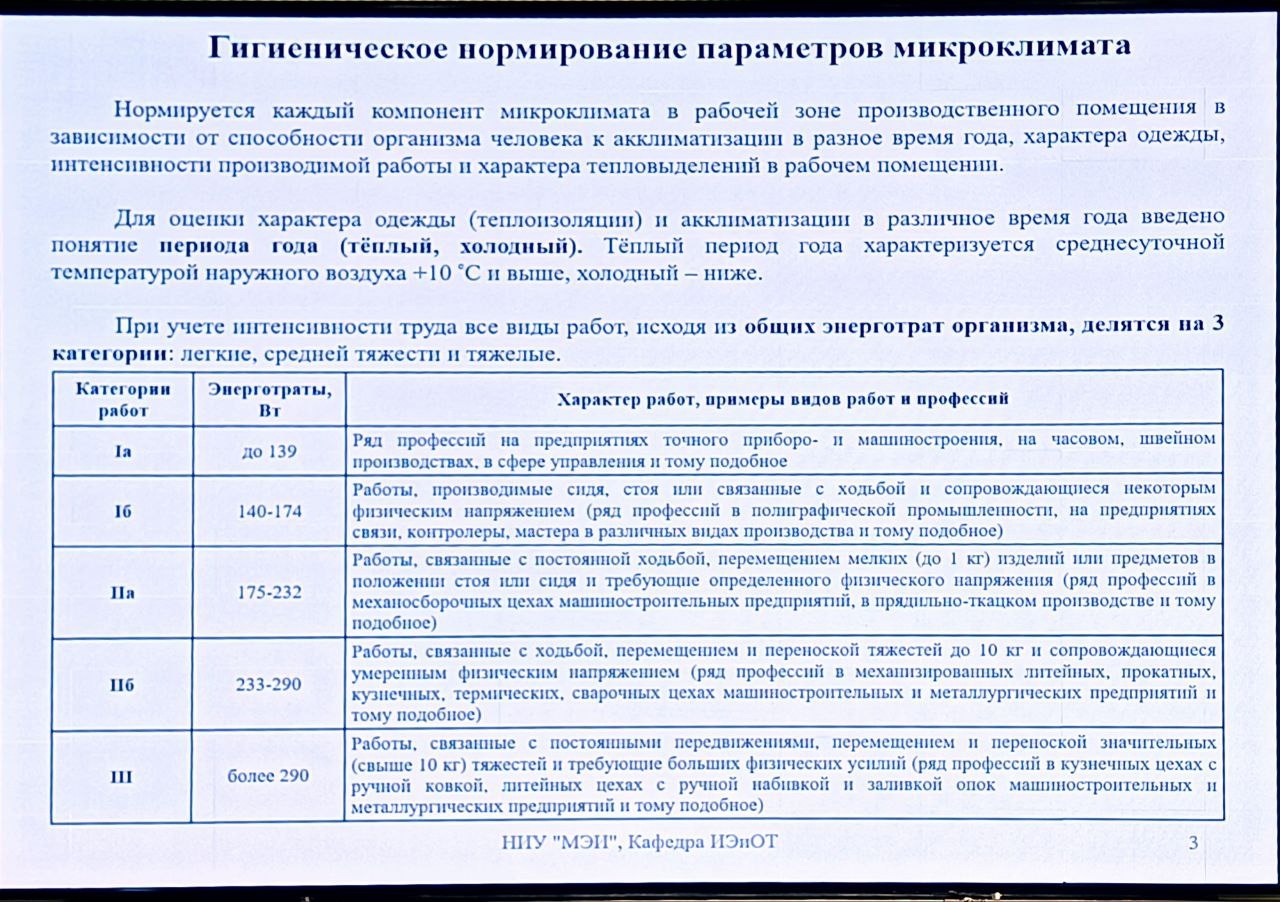 Гигиеническое нормирование параметров микроклимата
Нормируется каждый компонент микроклимата в рабочей зоне производственного помещения в
зависимости от способности организма человека к акклиматизации в разное время года, характера одежды,
интенсивности производимой работы и характера тепловыделений в рабочем помещении.
Для оценки характера одежды (теплоизоляции) и акклиматизации в различное время года введено
понятие периода года (тёплый, холодный). Тёплый период года характеризуется среднесуточной
температурой наружного воздуха +10 °С и выше, холодный – ниже.
При учете интенсивности труда все виды работ, исходя из общих энерготрат организма, делятся на 3
категории: легкие, средней тяжести и тяжелые.
Категории
работ
Энерготраты,
Вт
Характер работ, примеры видов работ и профессий
Iа
до 139
Ряд профессий на предприятиях точного приборо- и машиностроения, на часовом, швейном
производствах, в сфере управления и тому подобное
Iб
140-174
Работы, производимые сидя, стоя или связанные с ходьбой и сопровождающиеся некоторым
физическим напряжением (ряд профессий в полиграфической промышленности, на предприятиях
связи, контролеры, мастера в различных видах производства и тому подобное)
IIа
175-232
Работы, связанные с постоянной ходьбой, перемещением мелких (до 1 кг) изделий или предметов в
положении стоя или сидя и требующие определенного физического напряжения (ряд профессий в
механосборочных цехах машиностроительных предприятий, в прядильно-ткацком производстве и тому
подобное)
IIб
233-290
Работы, связанные с ходьбой, перемещением и переноской тяжестей до 10 кг и сопровождающиеся
умеренным физическим напряжением (ряд профессий в механизированных литейных, прокатных,
кузнечных, термических, сварочных цехах машиностроительных и металлургических предприятий и
тому подобное)
III
более 290
Работы, связанные с постоянными передвижениями, перемещением и переноской значительных
(свыше 10 кг) тяжестей и требующие больших физических усилий (ряд профессий в кузнечных цехах с
ручной ковкой, литейных цехах с ручной набивкой и заливкой опок машиностроительных и
металлургических предприятий и тому подобное)
НИУ "МЭИ", Кафедра ИЭиОТ
3